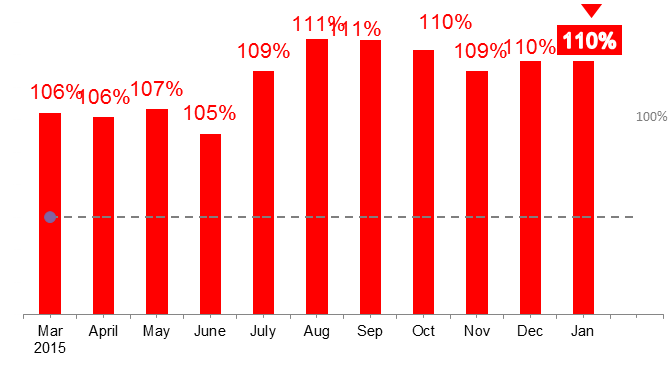 106%
106%
107%
105%
109%
111%
111%
110%
109%
110%
110%
100%
Mar
2015
April
May
June
July
Aug
Sep
Oct
Nov
Dec
Jan